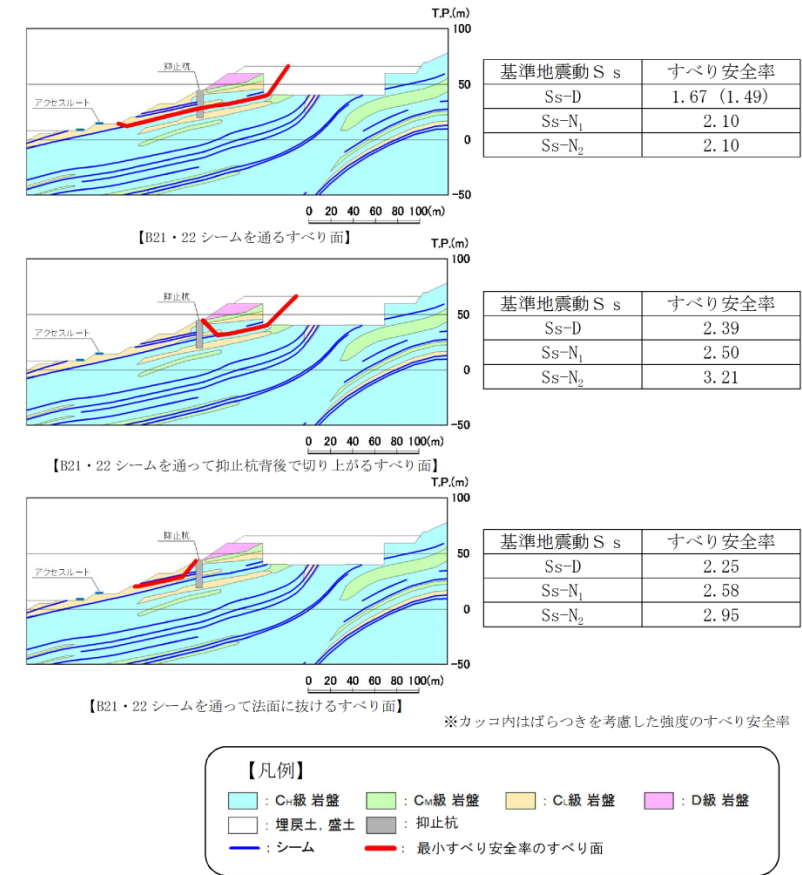 T.P.(m)
100
抑止杭
50
アクセスルート
0
-50
0 20 40 60 80 100(m)
【B21・22 シームを通るすべり面】
基準地震動Ｓｓ すべり安全率
Ss-D 1.67 (1.49)
Ss-N₁ 2.10
Ss-N₂ 2.10
T.P.(m)
100
抑止杭
50
アクセスルート
0
-50
0 20 40 60 80 100(m)
【B21・22 シームを通って抑止杭背後で切り上がるすべり面】
基準地震動Ｓｓ すべり安全率
Ss-D 2.39
Ss-N₁ 2.50
Ss-N₂ 3.21
T.P.(m)
100
抑止杭
50
アクセスルート
0
-50
0 20 40 60 80 100(m)
【B21・22 シームを通って法面に抜けるすべり面】
基準地震動Ｓｓ すべり安全率
Ss-D 2.25
Ss-N₁ 2.58
Ss-N₂ 2.95
※カッコ内はばらつきを考慮した強度のすべり安全率
【凡例】
：CH級 岩盤 ：CM級 岩盤 ：CL級 岩盤 ：D級 岩盤
：埋戻土，盛土 ：抑止杭
：シーム ：最小すべり安全率のすべり面